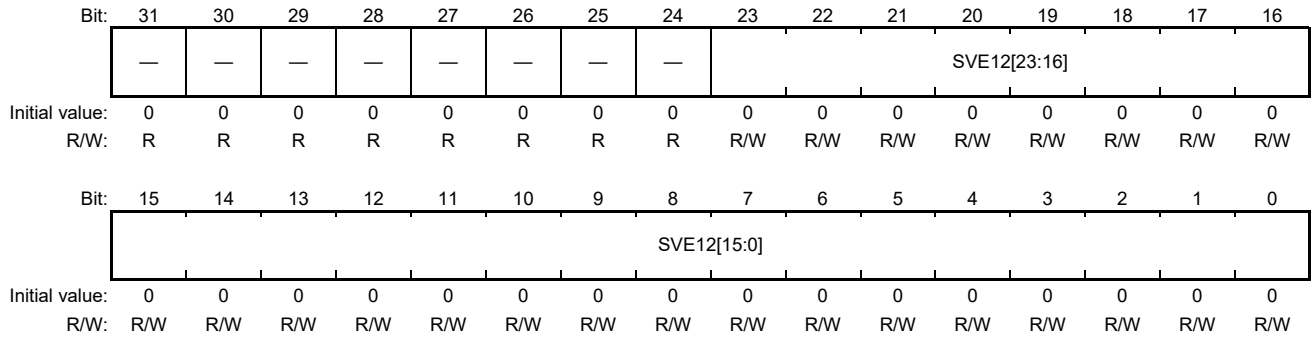 Bit: 31 30 29 28 27 26 25 24 23 22 21 20 19 18 17 16
— — — — — — — — SVE12[23:16]
Initial value: 0 0 0 0 0 0 0 0 0 0 0 0 0 0 0 0
R/W: R R R R R R R R R/W R/W R/W R/W R/W R/W R/W R/W
Bit: 15 14 13 12 11 10 9 8 7 6 5 4 3 2 1 0
SVE12[15:0]
Initial value: 0 0 0 0 0 0 0 0 0 0 0 0 0 0 0 0
R/W: R/W R/W R/W R/W R/W R/W R/W R/W R/W R/W R/W R/W R/W R/W R/W R/W